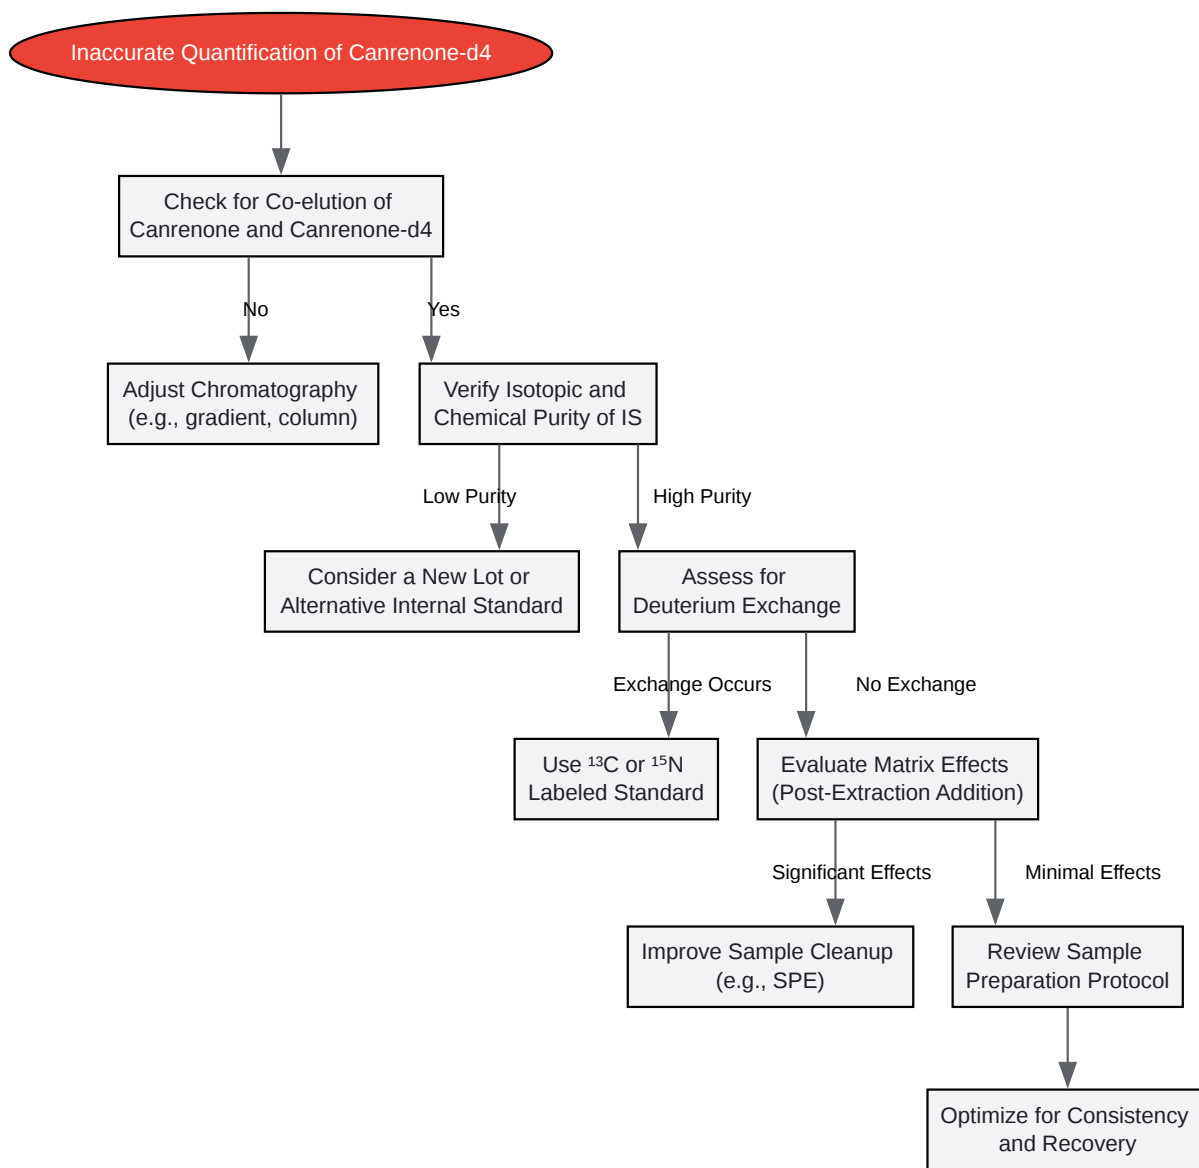 Inaccurate Quantification of Canrenone-d4
Check for Co-elution of
Canrenone and Canrenone-d4
No
Yes
Adjust Chromatography
(e.g., gradient, column)
Verify Isotopic and
Chemical Purity of IS
Low Purity
High Purity
Consider a New Lot or
Alternative Internal Standard
Assess for
Deuterium Exchange
Exchange Occurs
No Exchange
Use ¹³C or ¹⁵N
Labeled Standard
Evaluate Matrix Effects
(Post-Extraction Addition)
Significant Effects
Minimal Effects
Improve Sample Cleanup
(e.g., SPE)
Review Sample
Preparation Protocol
Optimize for Consistency
and Recovery